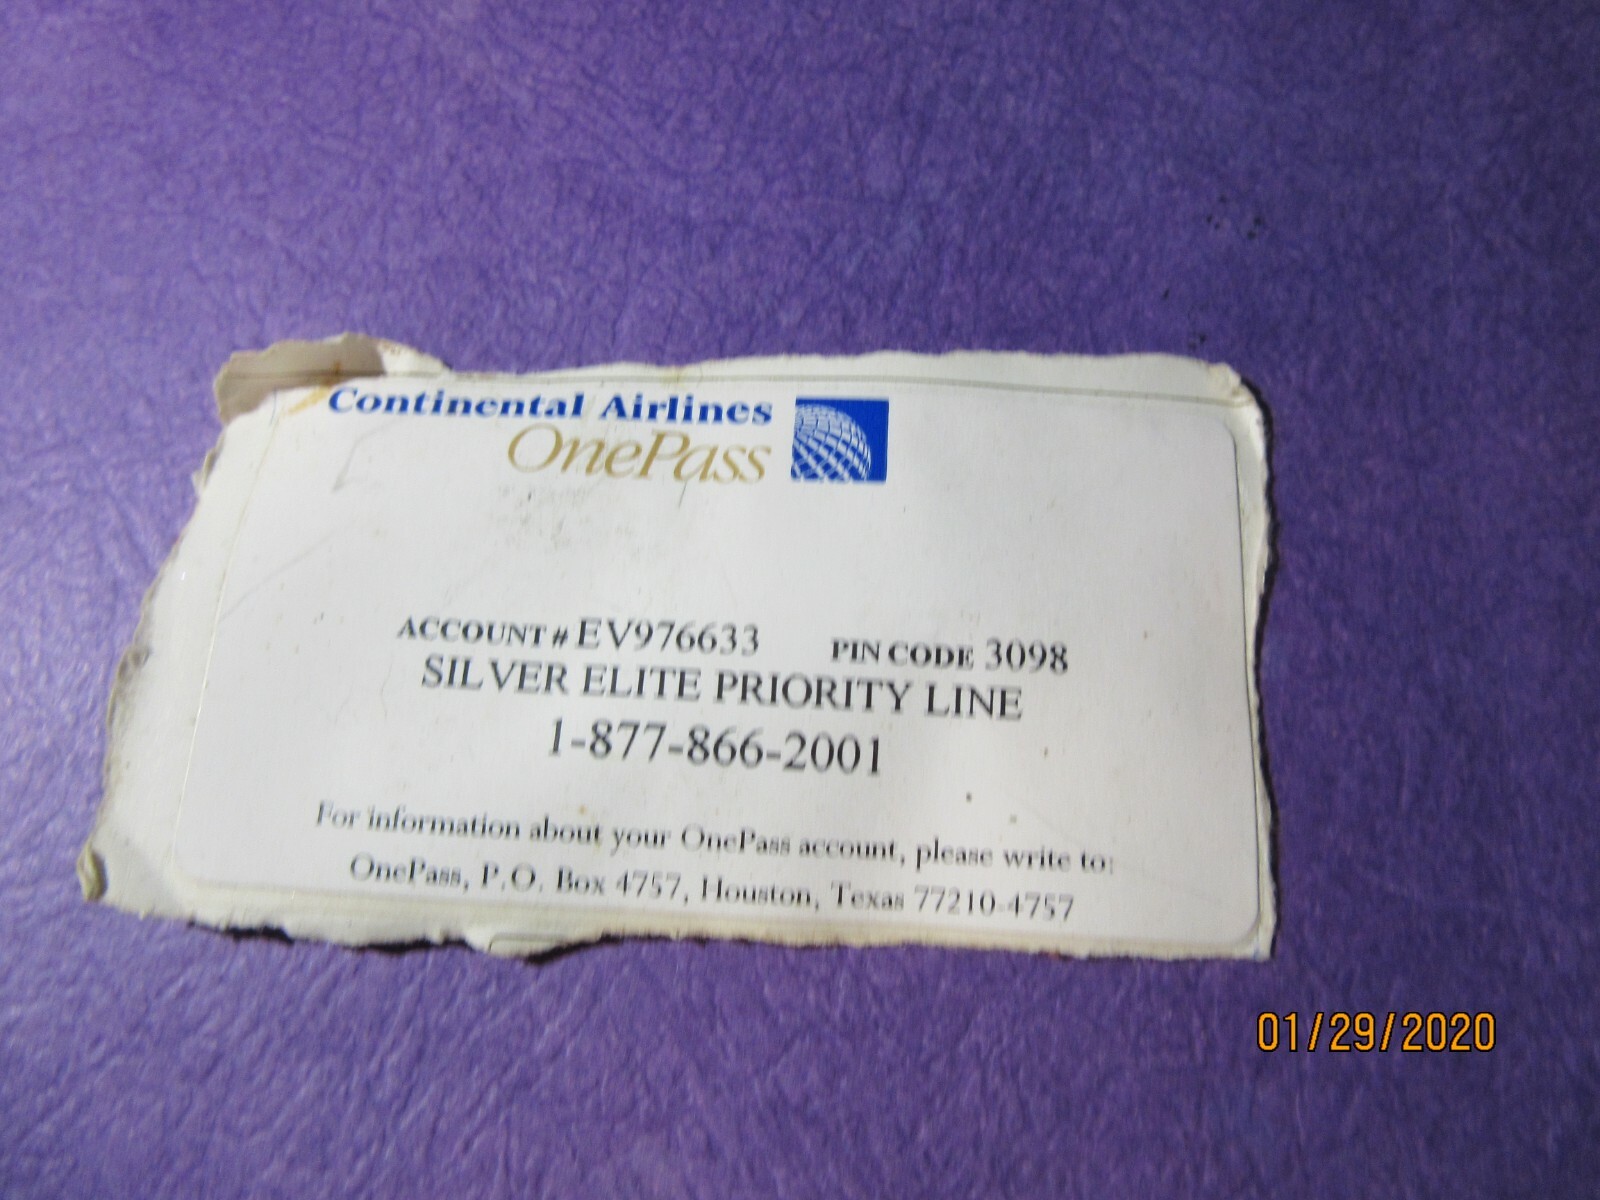 Continental Airlines
OnePass
ACCOUNT # EV976633 PIN CODE 3098
SILVER ELITE PRIORITY LINE
1-877-866-2001
For information about your OnePass account, please write to:
OnePass, P.O. Box 4757, Houston, Texas 77210-4757
01/29/2020